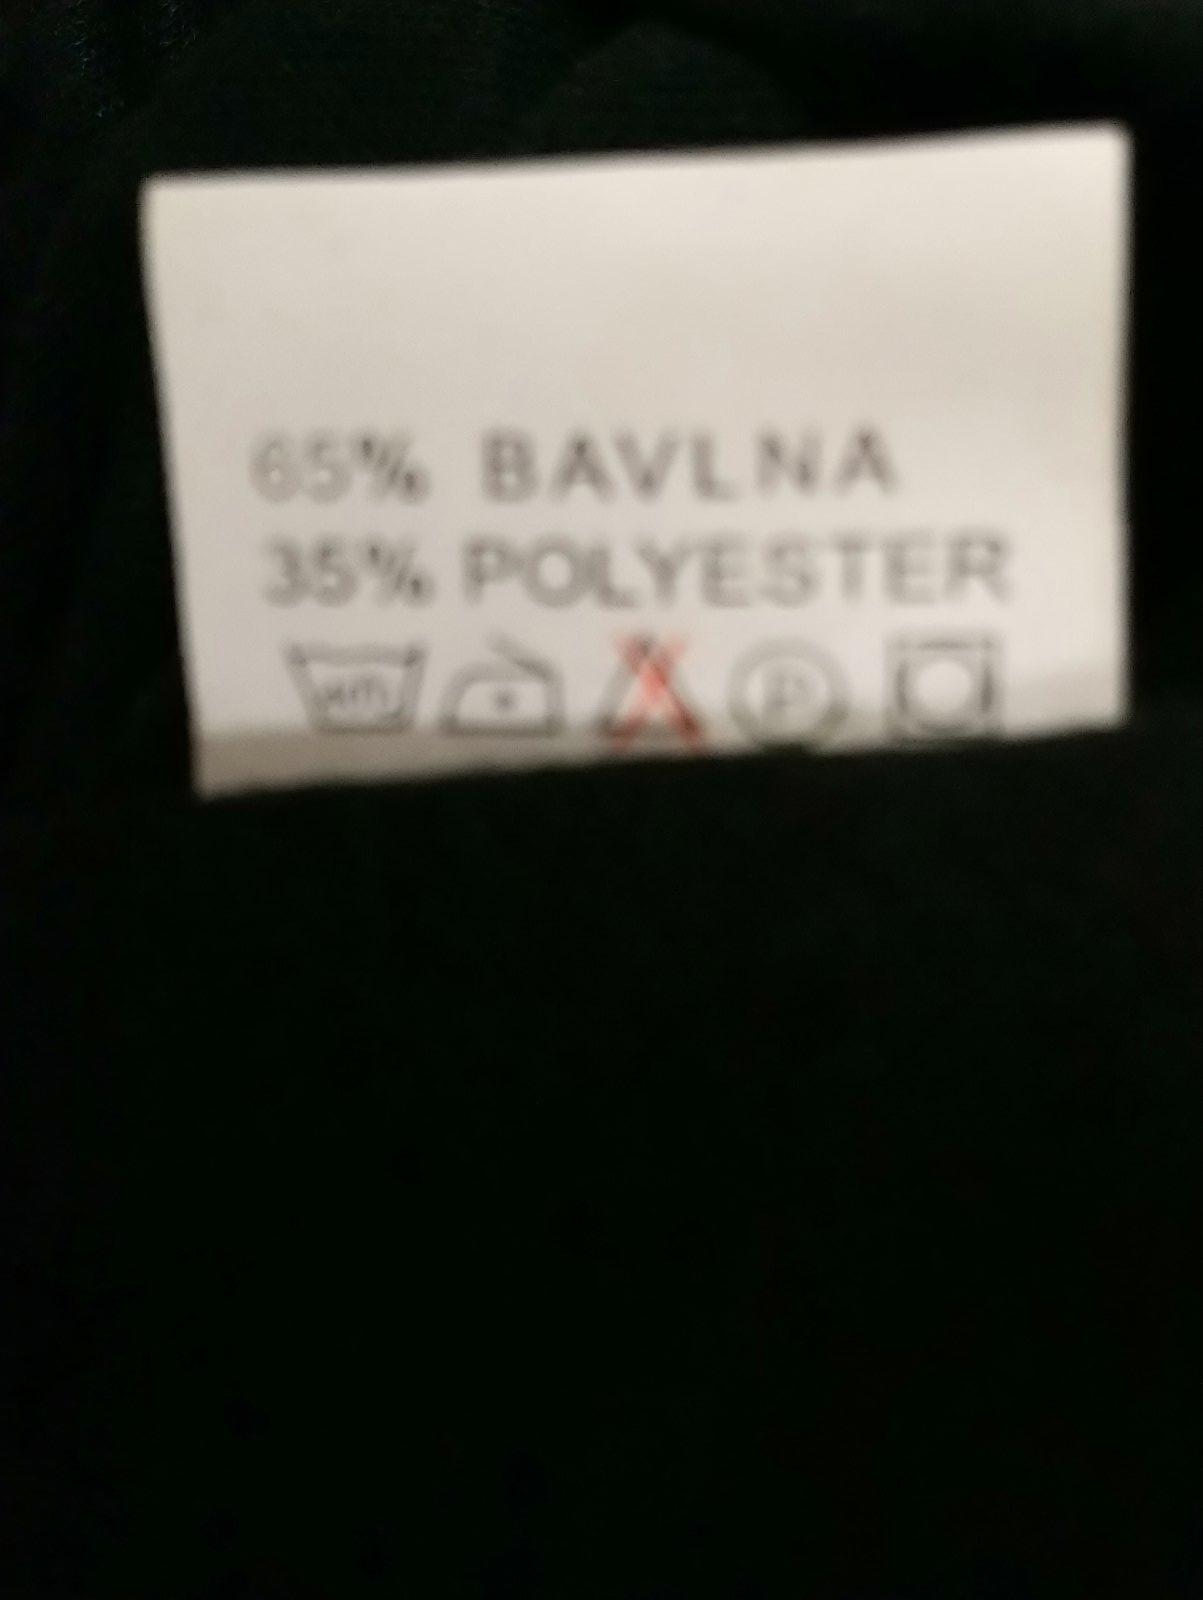 65% BAVLNA
35% POLYESTER
P